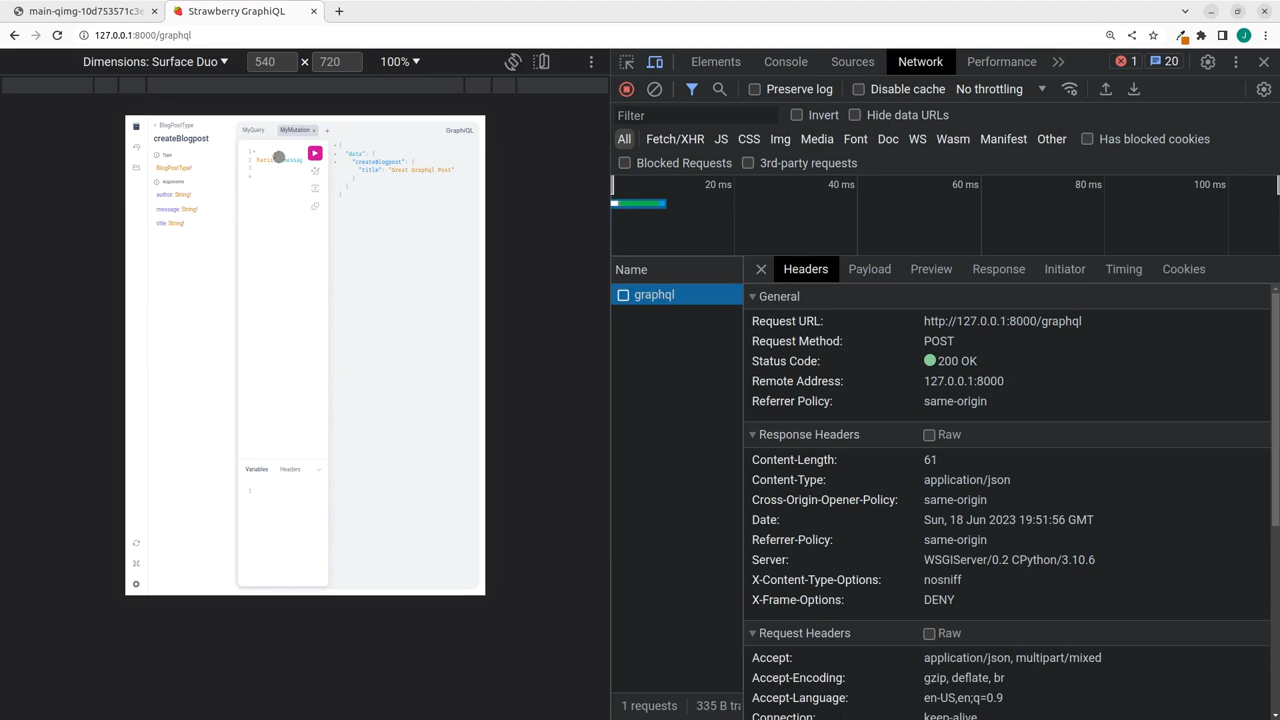 main-qimg-10d753571c3e
Strawberry GraphiQL
127.0.0.1:8000/graphql
J
Dimensions: Surface Duo
540 × 720
100%
Elements
Console
Sources
Network
Performance
1
20
Preserve log
Disable cache
No throttling
Filter
Invert
Hide data URLs
All Fetch/XHR JS CSS Img Media Font Doc WS Wasm Manifest Other
Has blocked cookies
Blocked Requests
3rd-party requests
20 ms
40 ms
60 ms
80 ms
100 ms
BlogPostType
createBlogpost
Type
BlogPostType!
Arguments
author: String!
message: String!
title: String!
MyQuery
MyMutation
GraphiQL
1
2
3
4
{
"data": {
"createBlogpost": {
"title": "Great Graphql Post"
}
}
}
Variables
Headers
1
Name
graphql
1 requests
335 B
Headers
Payload
Preview
Response
Initiator
Timing
Cookies
General
Request URL: http://127.0.0.1:8000/graphql
Request Method: POST
Status Code: 200 OK
Remote Address: 127.0.0.1:8000
Referrer Policy: same-origin
Response Headers
Raw
Content-Length: 61
Content-Type: application/json
Cross-Origin-Opener-Policy: same-origin
Date: Sun, 18 Jun 2023 19:51:56 GMT
Referrer-Policy: same-origin
Server: WSGIServer/0.2 CPython/3.10.6
X-Content-Type-Options: nosniff
X-Frame-Options: DENY
Request Headers
Raw
Accept: application/json, multipart/mixed
Accept-Encoding: gzip, deflate, br
Accept-Language: en-US,en;q=0.9
Connection: keep-alive